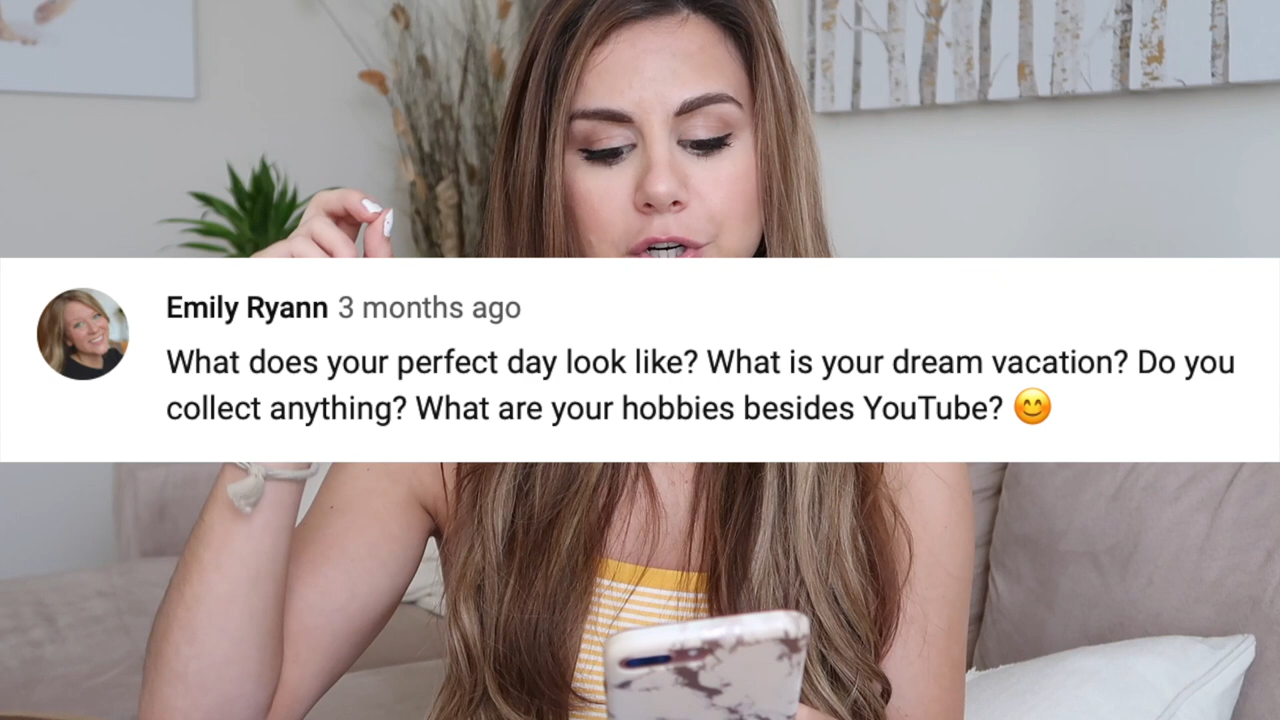 Emily Ryann 3 months ago
What does your perfect day look like? What is your dream vacation? Do you
collect anything? What are your hobbies besides YouTube? 😊